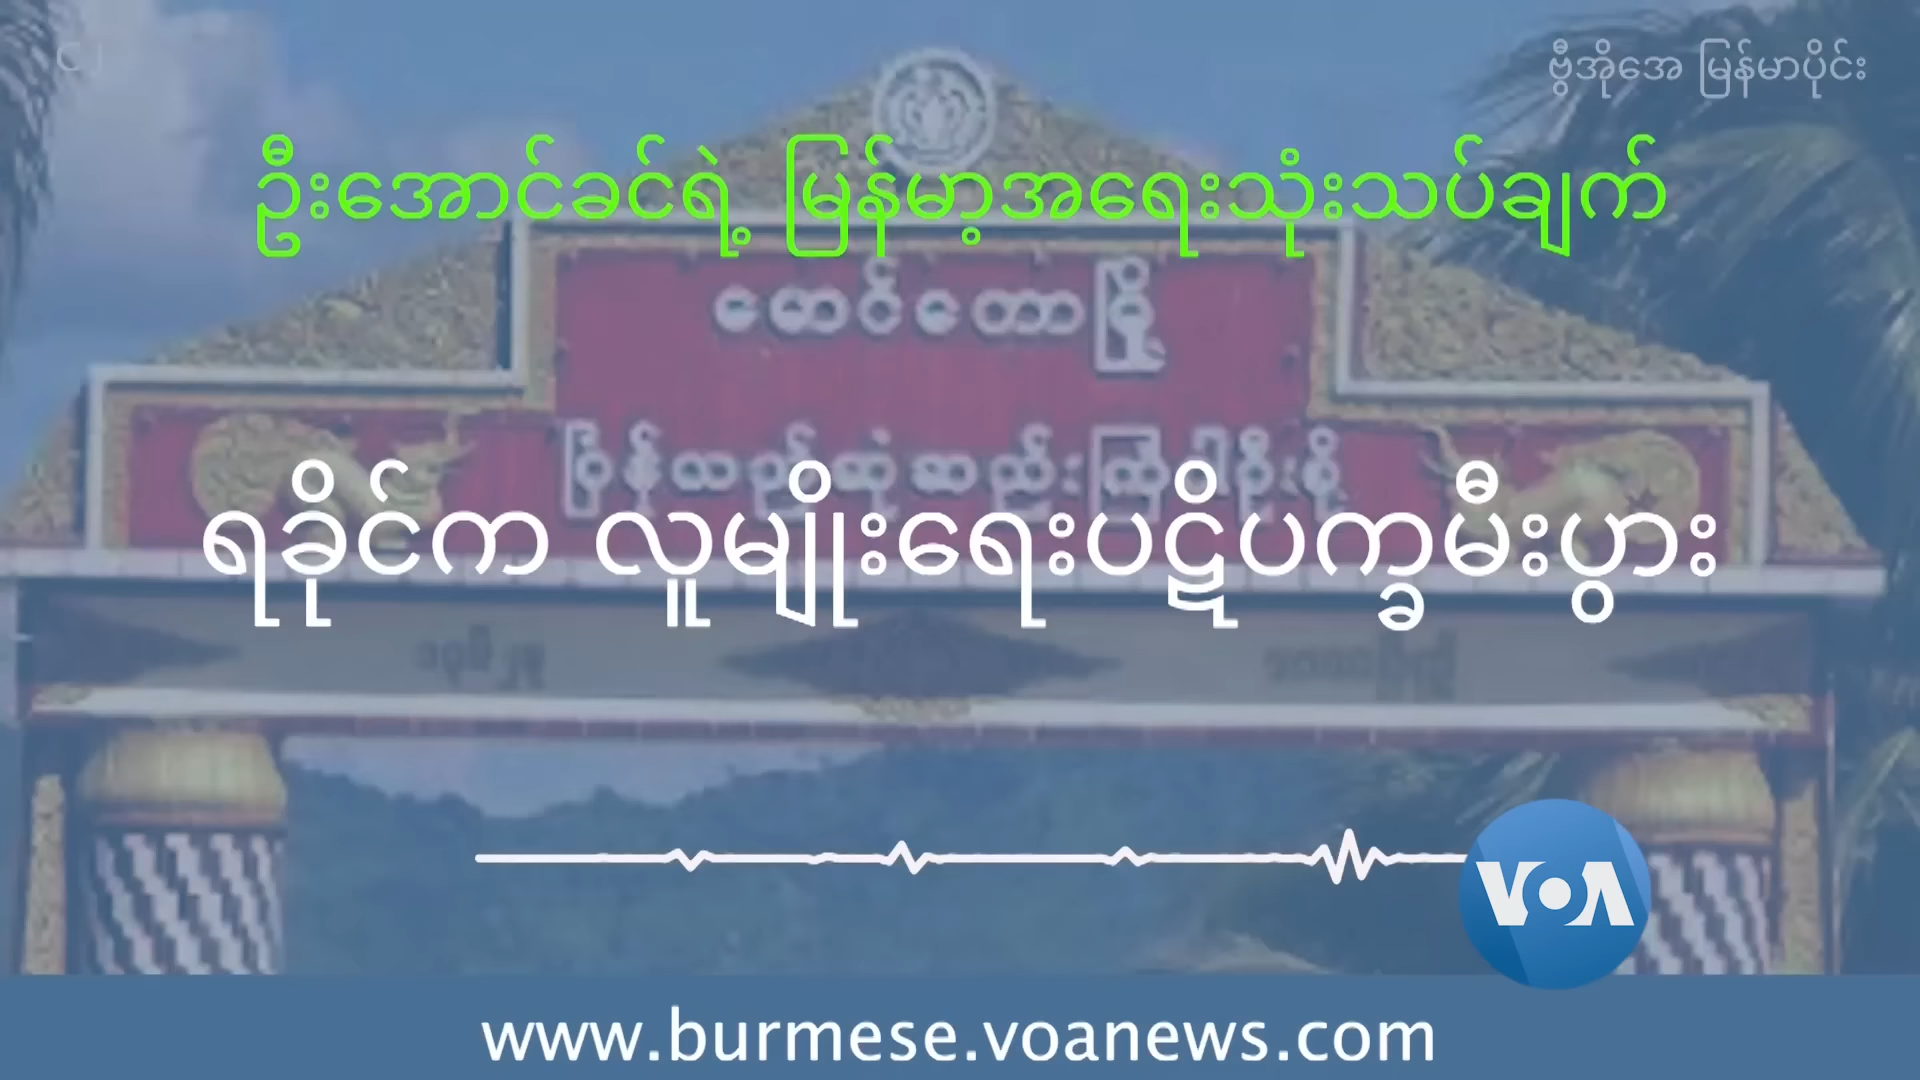 CJ
ဗွီအိုအေ မြန်မာပိုင်း
ဦးအောင်ခင်ရဲ့ မြန်မာ့အရေးသုံးသပ်ချက်
မောင်တောမြို့
ရခိုင်က လူမျိုးရေးပဋိပက္ခမီးပွား
VOA
www.burmese.voanews.com